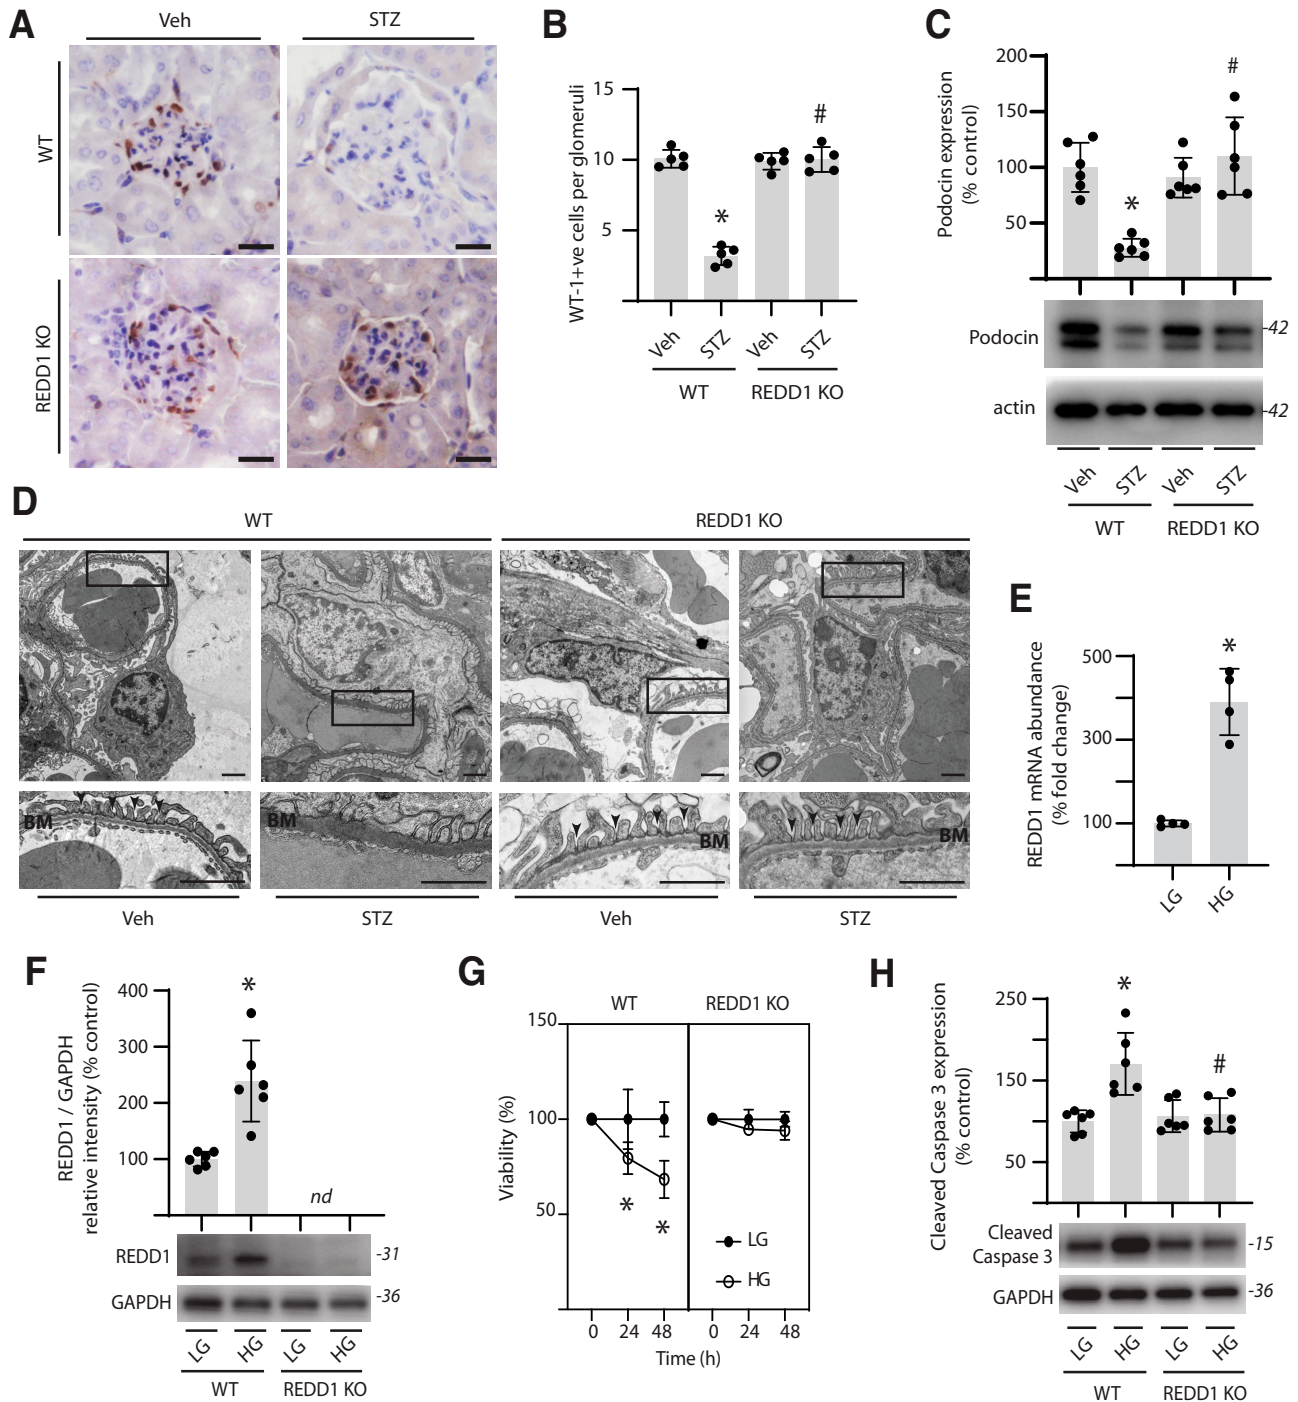 A
Veh
STZ
WT
REDD1 KO
B
WT-1+ve cells per glomeruli
15
10
5
*
#
Veh
STZ
Veh
STZ
WT
REDD1 KO
C
Podocin expression
(% control)
200
150
100
50
*
#
Podocin
-42
actin
-42
Veh
STZ
Veh
STZ
WT
REDD1 KO
D
WT
REDD1 KO
BM
BM
BM
BM
Veh
STZ
Veh
STZ
E
REDD1 mRNA abundance
(% fold change)
500
300
100
*
LG
HG
F
REDD1 / GAPDH
relative intensity (% control)
400
300
200
100
*
nd
REDD1
-31
GAPDH
-36
LG
HG
LG
HG
WT
REDD1 KO
G
WT
REDD1 KO
Viability (%)
150
100
50
*
*
LG
HG
0
24
48
0
24
48
Time (h)
H
Cleaved Caspase 3 expression
(% control)
250
150
50
*
#
Cleaved
Caspase 3
-15
GAPDH
-36
LG
HG
LG
HG
WT
REDD1 KO